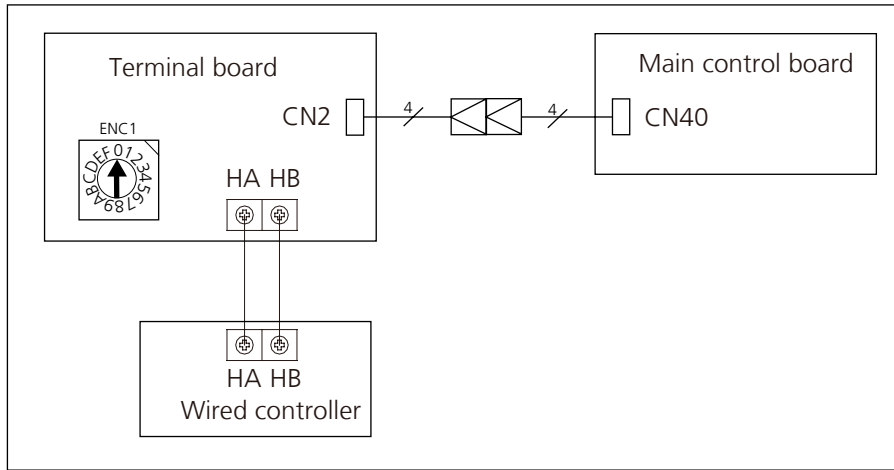 Terminal board
Main control board
CN2
4
4
CN40
ENC1
0123456789ABCDEF
HA HB
HA HB
Wired controller